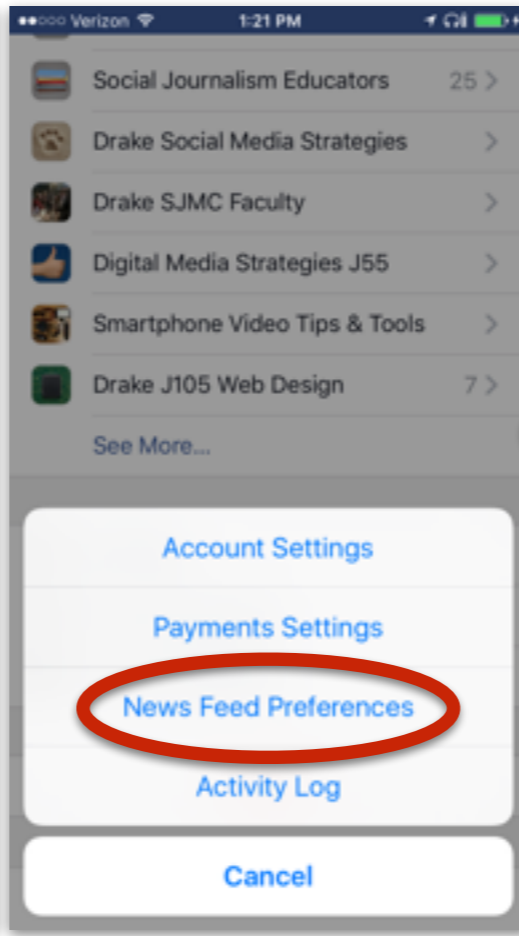 Verizon 1:21 PM
Social Journalism Educators 25
Drake Social Media Strategies
Drake SJMC Faculty
Digital Media Strategies J55
Smartphone Video Tips & Tools
Drake J105 Web Design 7
See More...
Account Settings
Payments Settings
News Feed Preferences
Activity Log
Cancel